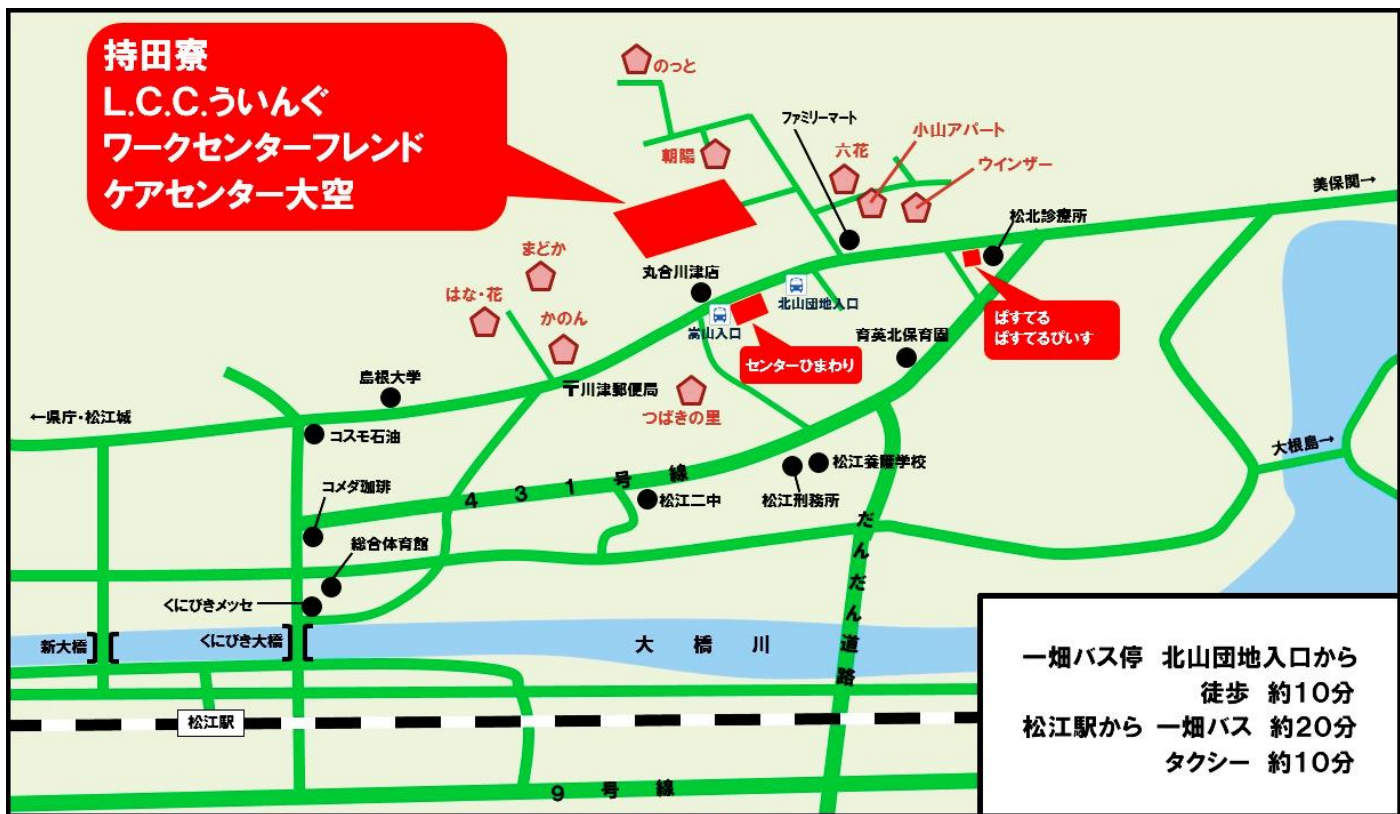 持田寮
L.C.C.ういんぐ
ワークセンターフレンド
ケアセンター大空
のっと
ファミリーマート
小山アパート
朝陽
六花
ウインザー
美保関→
松北診療所
まどか
丸合川津店
はな・花
北山団地入口
かのん
嵩山入口
ぱすてる
ぱすてるぴいす
育英北保育園
センターひまわり
島根大学
〒川津郵便局
つばきの里
←県庁・松江城
コスモ石油
大根島→
松江養護学校
コメダ珈琲
431号線
松江二中
松江刑務所
総合体育館
だんだん道路
くにびきメッセ
新大橋
くにびき大橋
大橋川
松江駅
9号線
一畑バス停 北山団地入口から
徒歩 約10分
松江駅から 一畑バス 約20分
タクシー 約10分